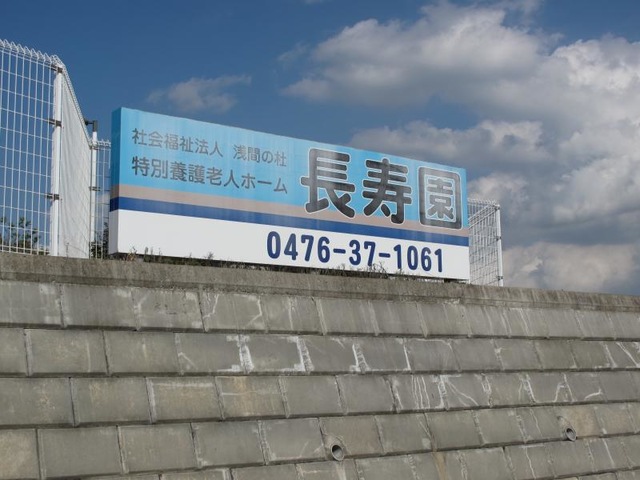 社会福祉法人 浅間の杜
特別養護老人ホーム 長寿園
0476-37-1061